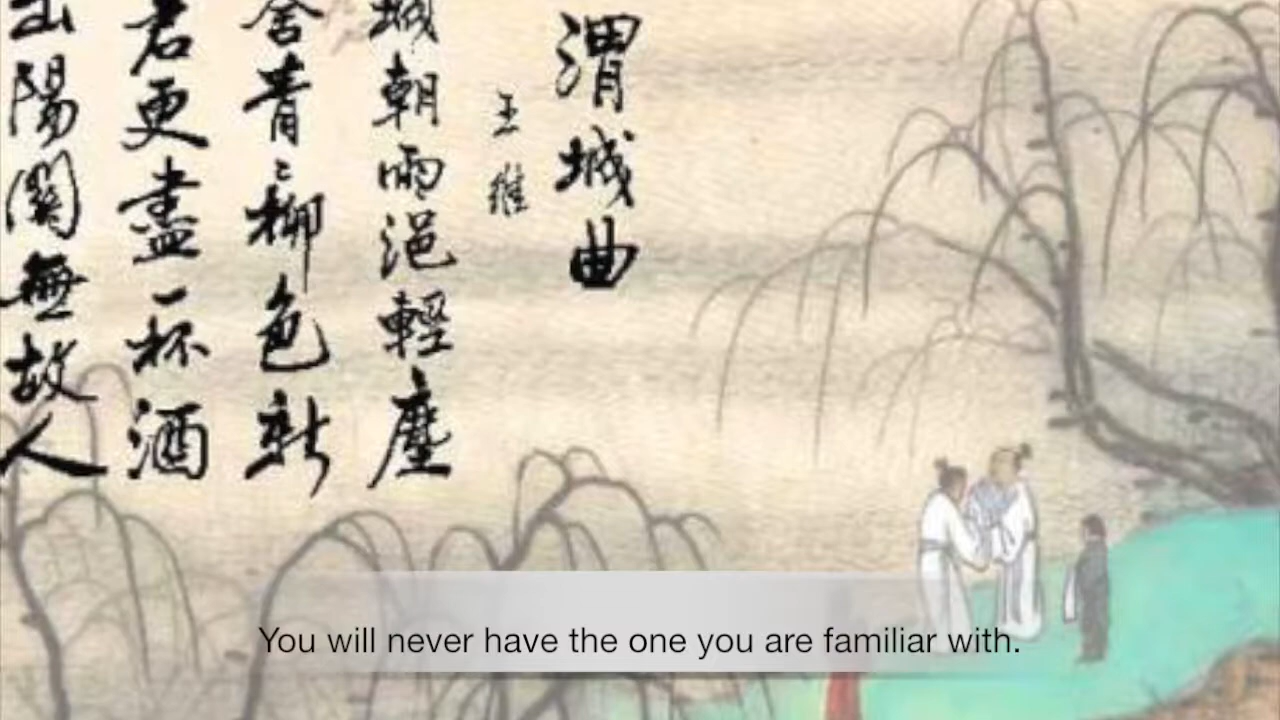 渭城曲
王維
城朝雨浥輕塵
舍青〻柳色新
君更盡一杯酒
出陽關無故人
You will never have the one you are familiar with.